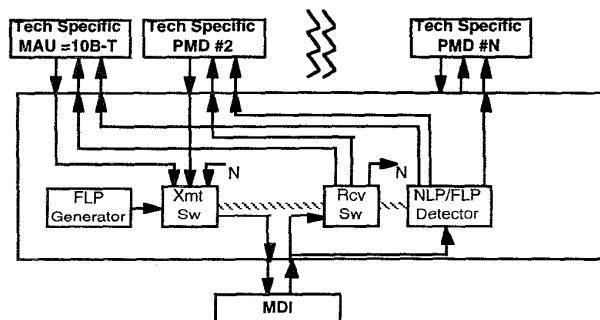 Tech Specific
MAU =10B-T
Tech Specific
PMD #2
Tech Specific
PMD #N
N
N
FLP
Generator
Xmt
Sw
Rcv
Sw
NLP/FLP
Detector
MDI